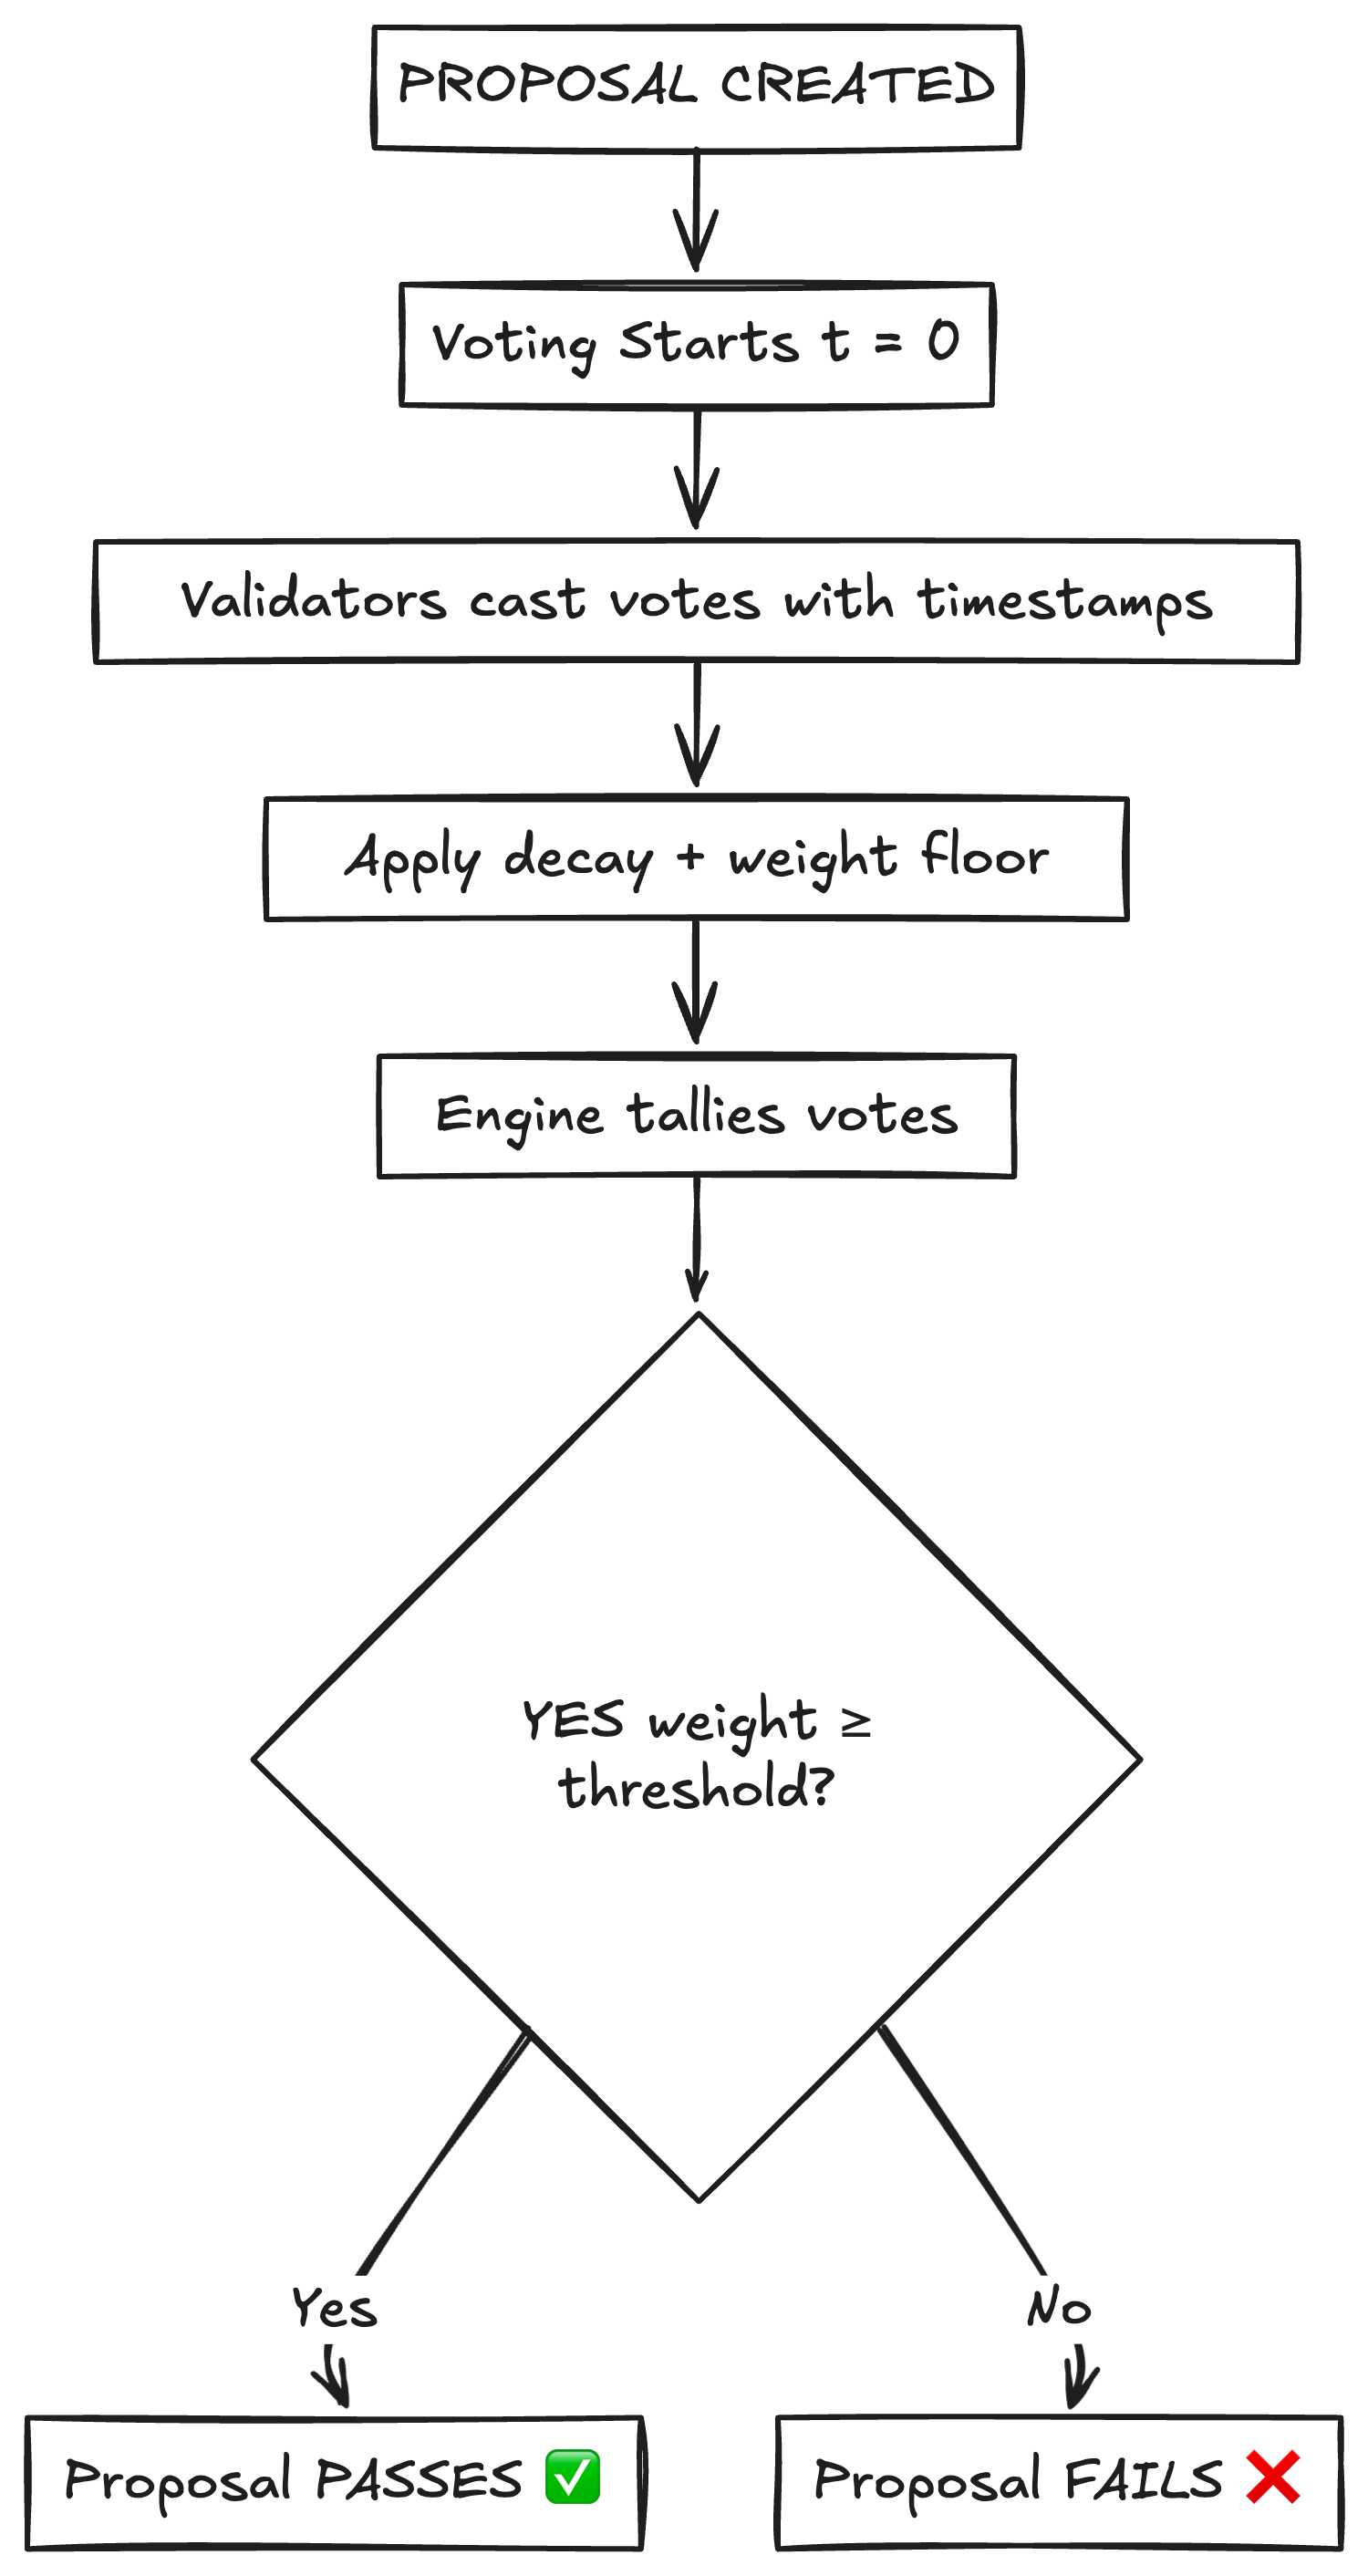 PROPOSAL CREATED
Voting Starts t = 0
Validators cast votes with timestamps
Apply decay + weight floor
Engine tallies votes
YES weight ≥
threshold?
Yes
No
Proposal PASSES ✅
Proposal FAILS ❌